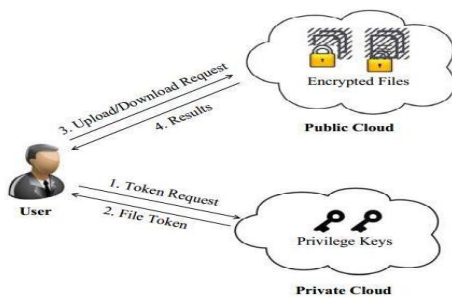 Encrypted Files
Public Cloud
3. Upload/Download Request
4. Results
User
1. Token Request
2. File Token
Privilege Keys
Private Cloud